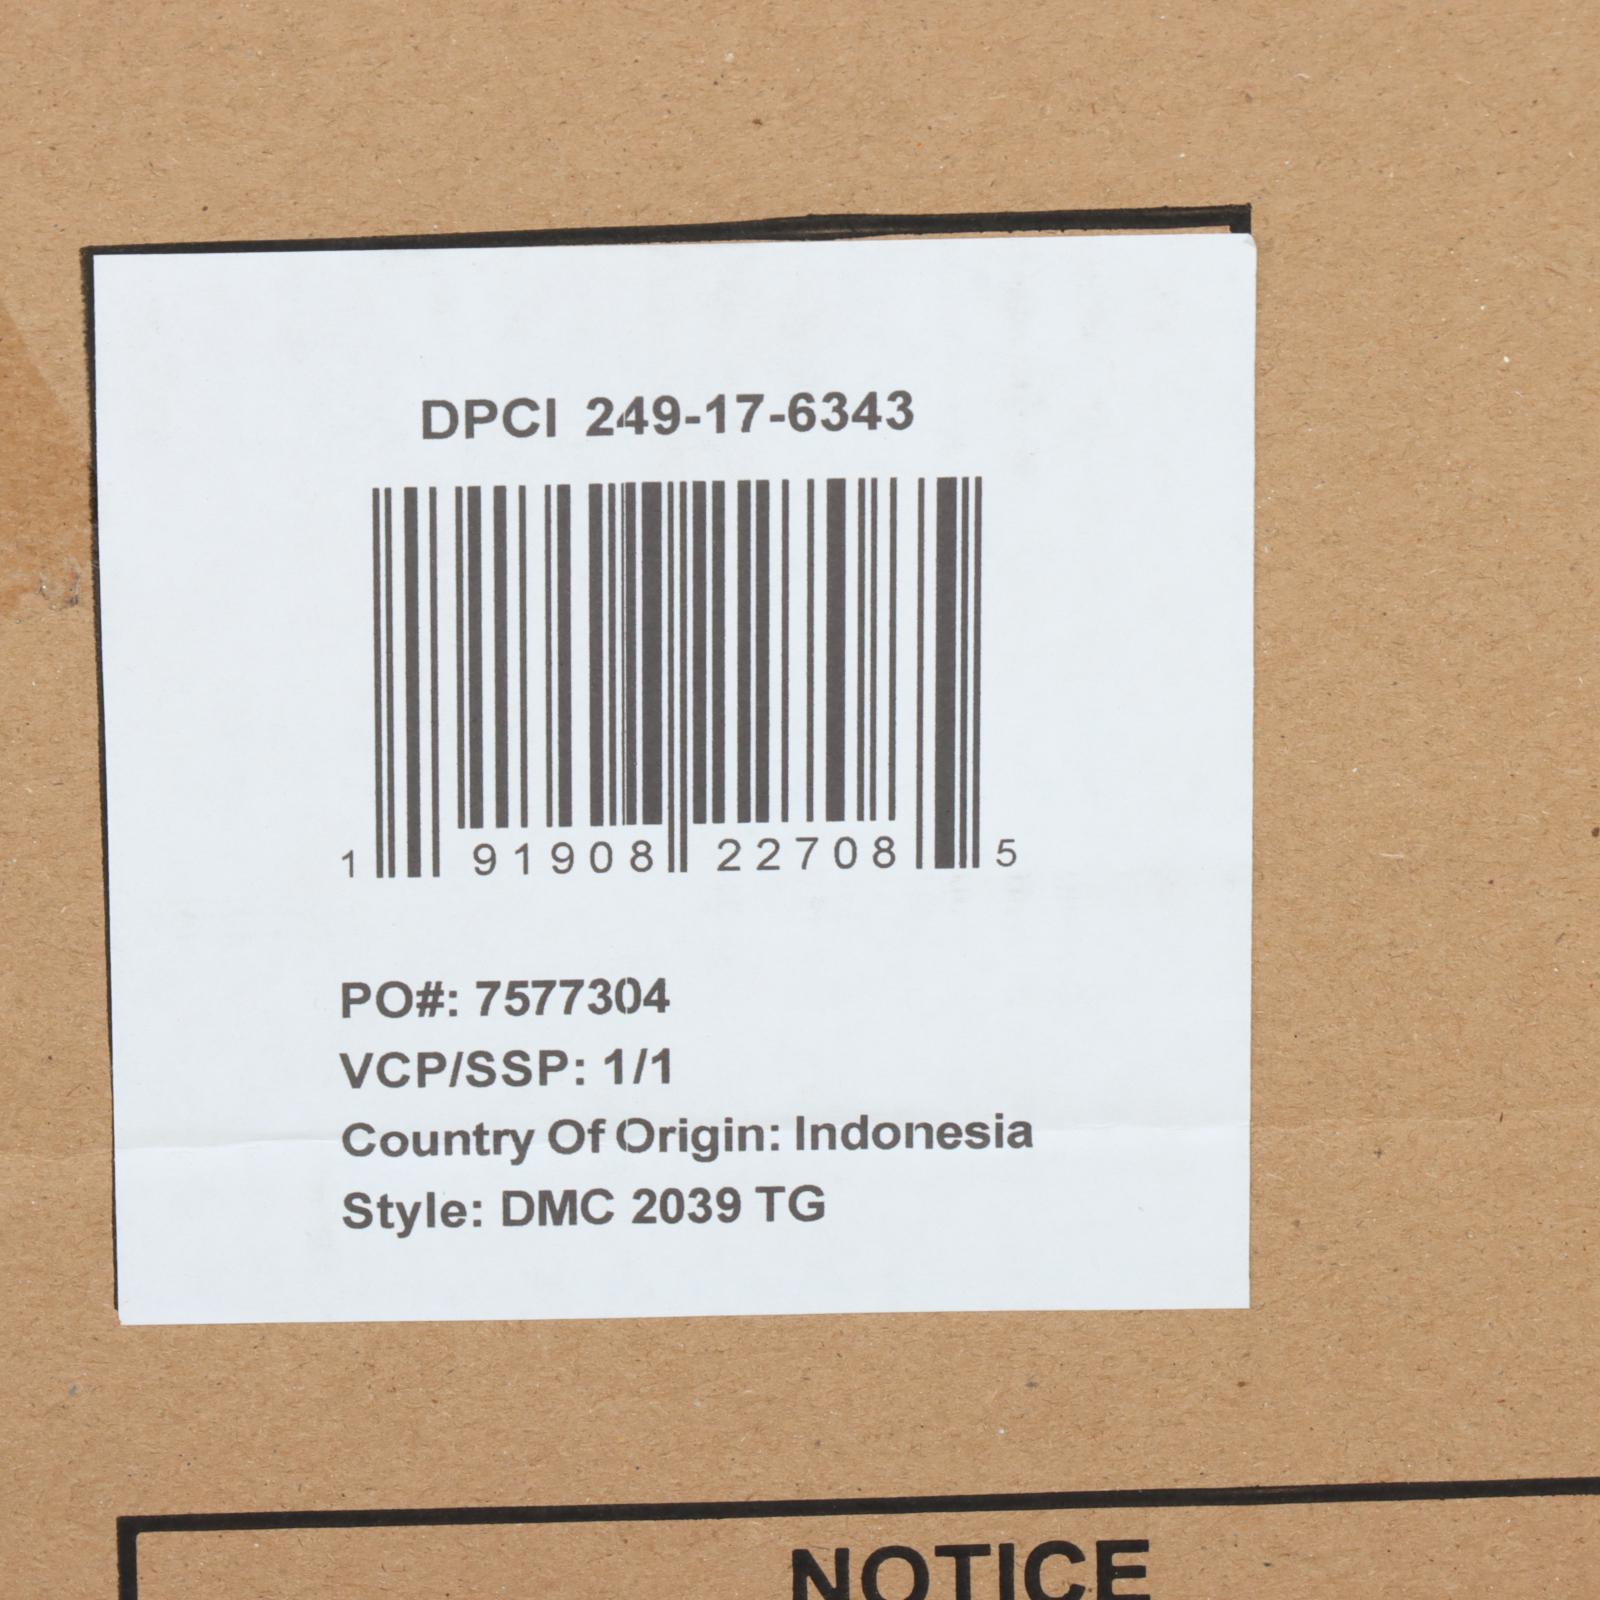 DPCI 249-17-6343
1 91908 22708 5
PO#: 7577304
VCP/SSP: 1/1
Country Of Origin: Indonesia
Style: DMC 2039 TG
NOTICE